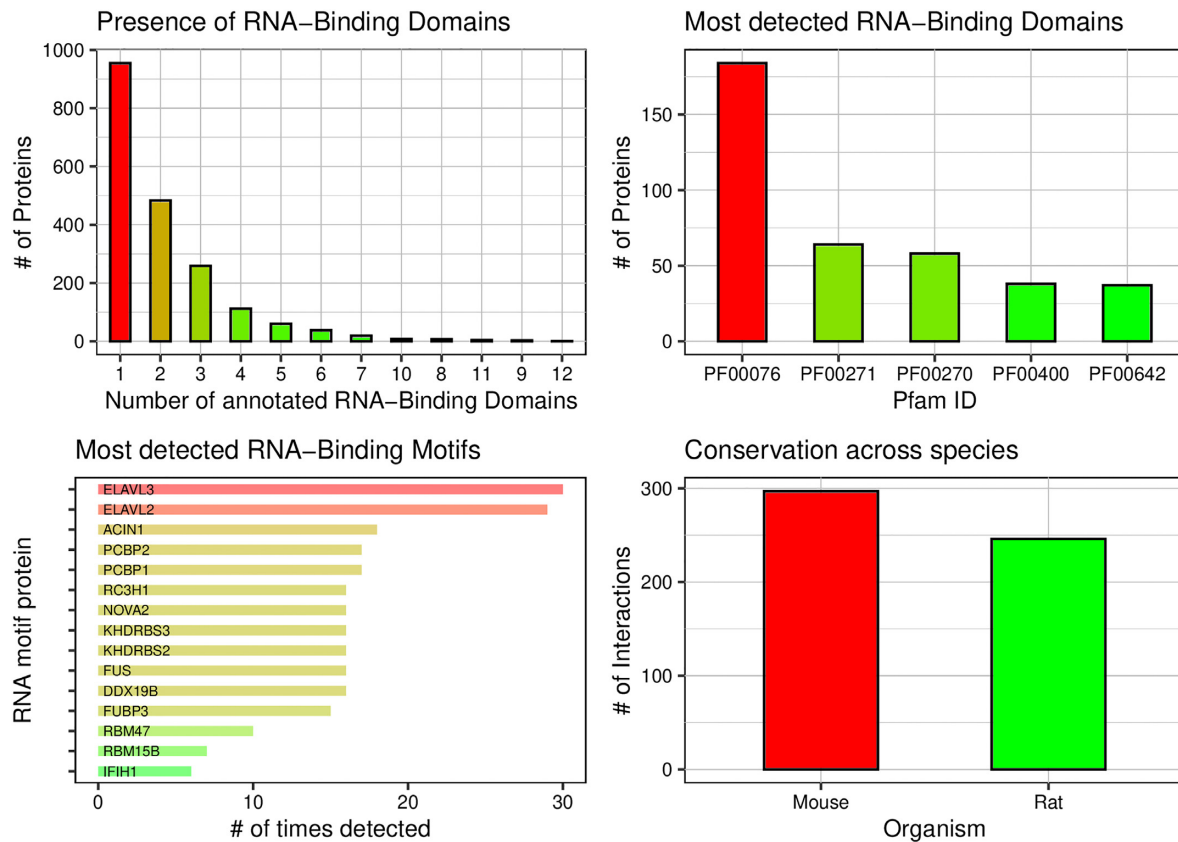 Presence of RNA−Binding Domains
# of Proteins
1000
800
600
400
200
0
1 2 3 4 5 6 7 10 8 11 9 12
Number of annotated RNA−Binding Domains
Most detected RNA−Binding Domains
# of Proteins
150
100
50
0
PF00076 PF00271 PF00270 PF00400 PF00642
Pfam ID
Most detected RNA−Binding Motifs
RNA motif protein
ELAVL3
ELAVL2
ACIN1
PCBP2
PCBP1
RC3H1
NOVA2
KHDRBS3
KHDRBS2
FUS
DDX19B
FUBP3
RBM47
RBM15B
IFIH1
0 10 20 30
# of times detected
Conservation across species
# of Interactions
300
200
100
0
Mouse Rat
Organism